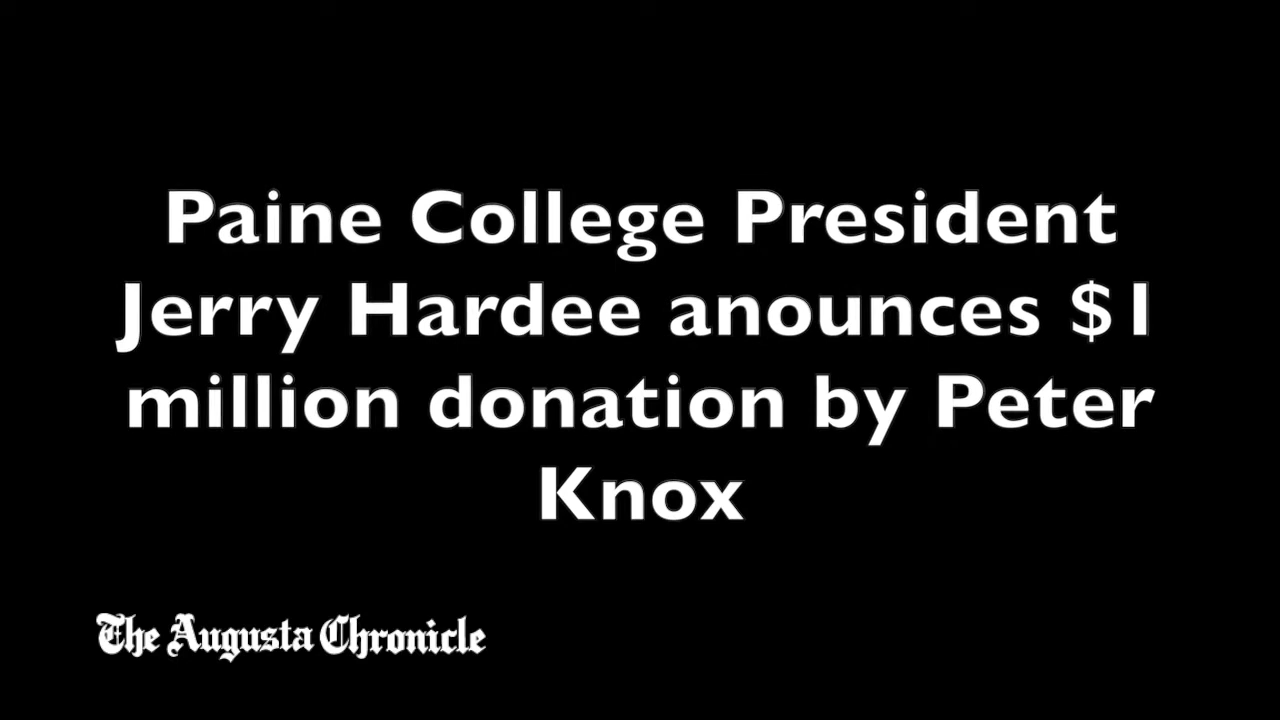 Paine College President
Jerry Hardee anounces $1
million donation by Peter
Knox
The Augusta Chronicle